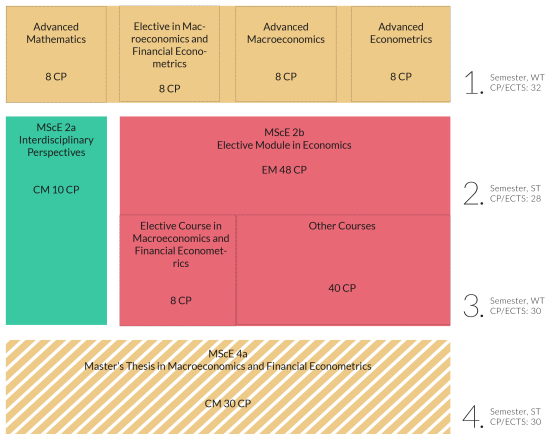 Advanced
Mathematics
8 CP
Elective in Mac-
roeconomics and
Financial Econo-
metrics
8 CP
Advanced
Macroeconomics
8 CP
Advanced
Econometrics
8 CP
1.
Semester, WT
CP/ECTS: 32
MScE 2a
Interdisciplinary
Perspectives
CM 10 CP
MScE 2b
Elective Module in Economics
EM 48 CP
2.
Semester, ST
CP/ECTS: 28
Elective Course in
Macroeconomics and
Financial Economet-
rics
8 CP
Other Courses
40 CP
3.
Semester, WT
CP/ECTS: 30
MScE 4a
Master's Thesis in Macroeconomics and Financial Econometrics
CM 30 CP
4.
Semester, ST
CP/ECTS: 30